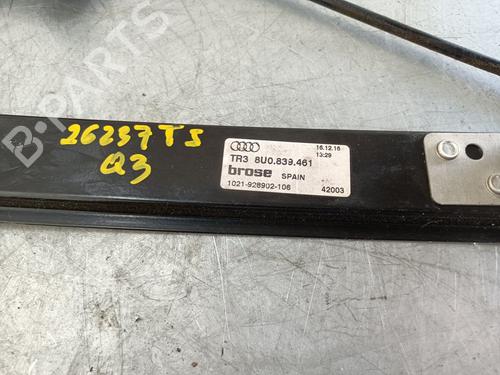 B-PARTS
26237TS
Q3
16.12.16
13:29
TR3 8U0.839.461
brose SPAIN
1021-928902-106 42003